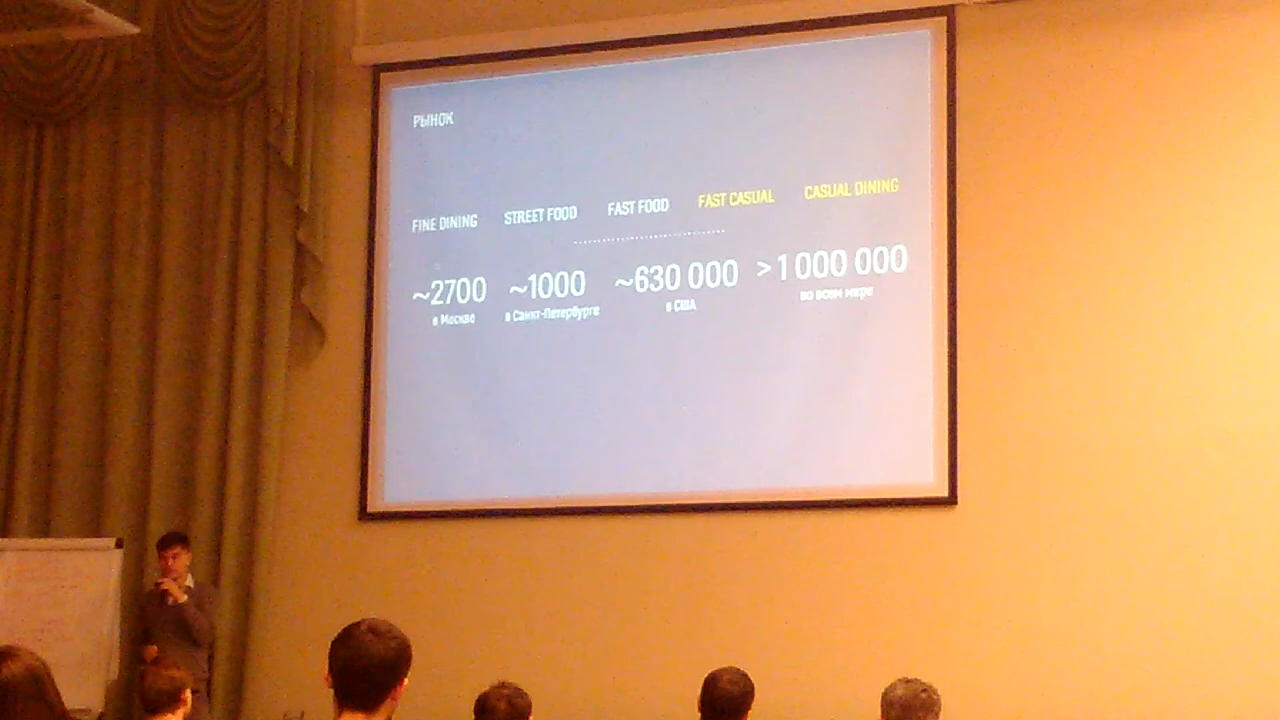 РЫНОК
FINE DINING STREET FOOD FAST FOOD FAST CASUAL CASUAL DINING
~2700 ~1000 ~630 000 >1 000 000
в Москве в Санкт-Петербурге в США во всем мире